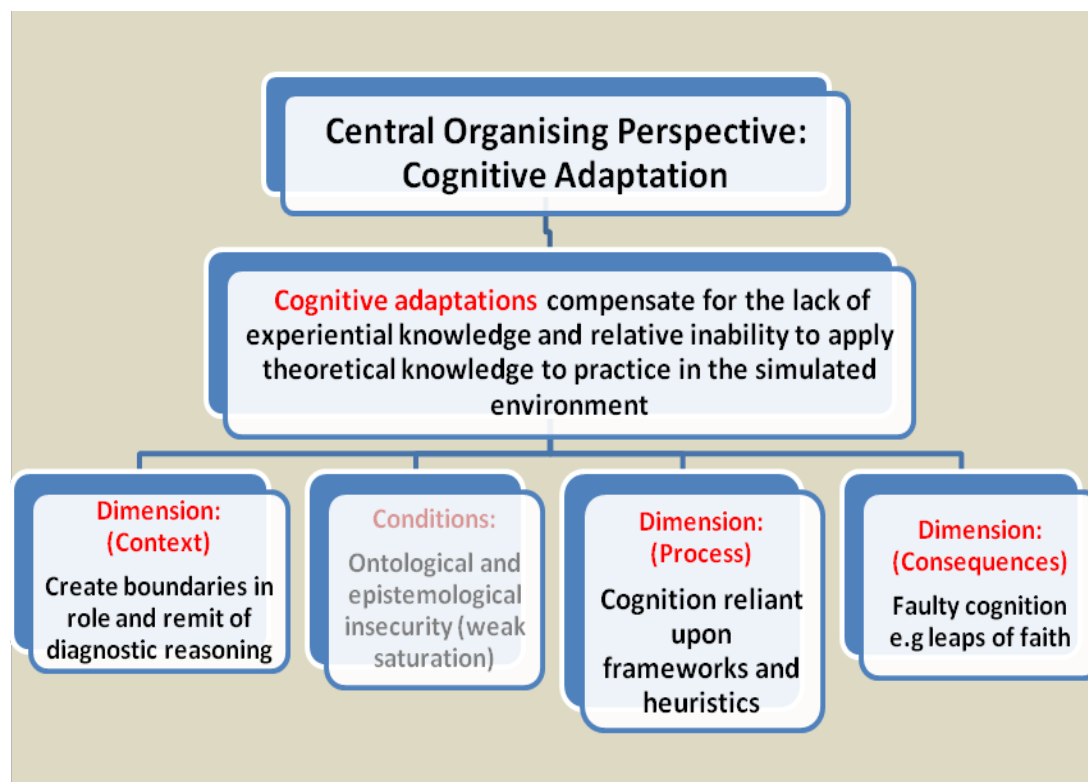 Central Organising Perspective:
Cognitive Adaptation
Cognitive adaptations compensate for the lack of
experiential knowledge and relative inability to apply
theoretical knowledge to practice in the simulated
environment
Dimension:
(Context)
Create boundaries in
role and remit of
diagnostic reasoning
Conditions:
Ontological and
epistemological
insecurity (weak
saturation)
Dimension:
(Process)
Cognition reliant
upon
frameworks and
heuristics
Dimension:
(Consequences)
Faulty cognition
e.g leaps of faith